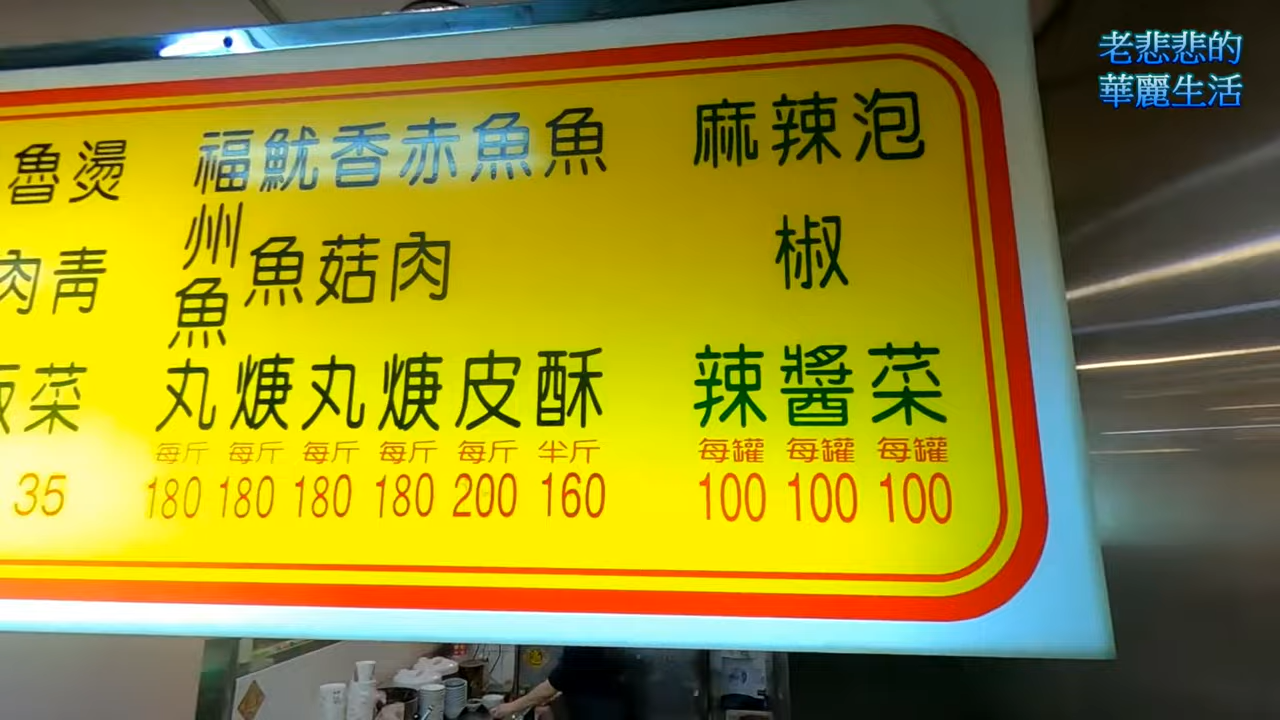 老悲悲的
華麗生活
魯肉飯
燙青菜 35
福州魚丸 每斤 180
魷魚焿 每斤 180
香菇丸 每斤 180
赤肉焿 每斤 180
魚皮 每斤 200
魚酥 半斤 160
麻辣 每罐 100
辣椒醬 每罐 100
泡菜 每罐 100